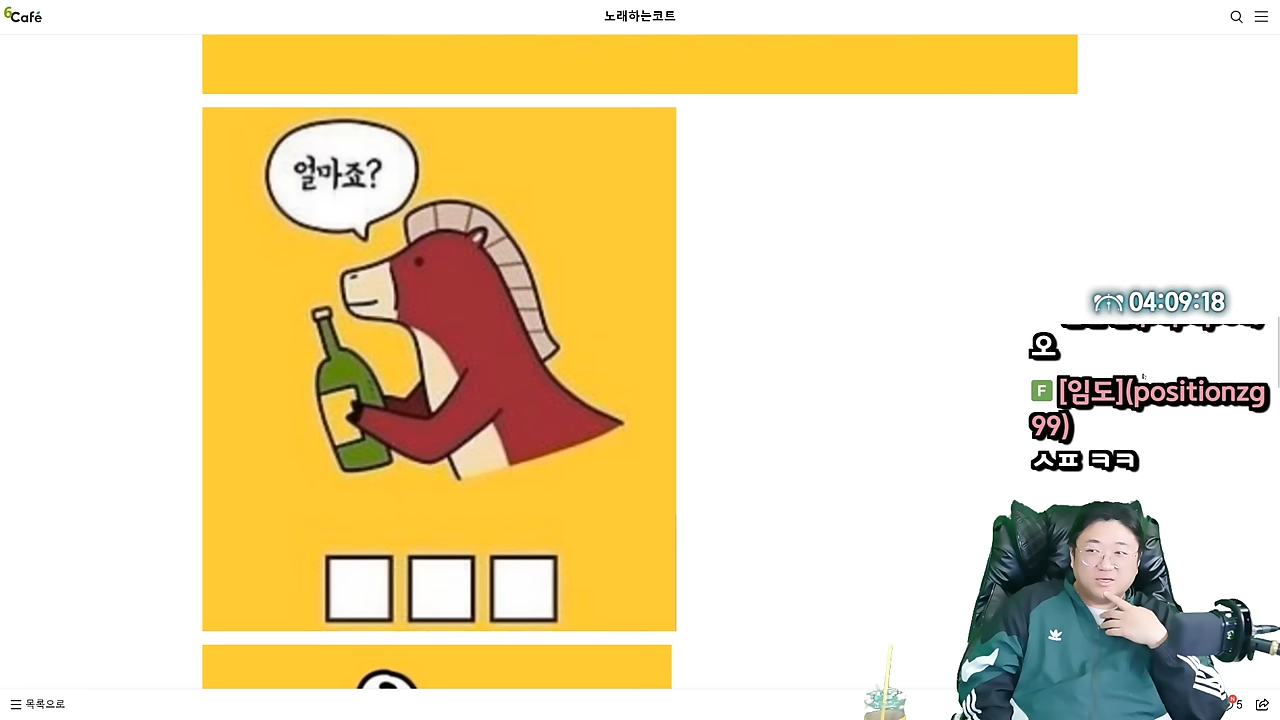 6Café
노래하는코트
얼마죠?
04:09:18
오
F [임도](positionzg
99)
스프 ㅋㅋ
목록으로
5